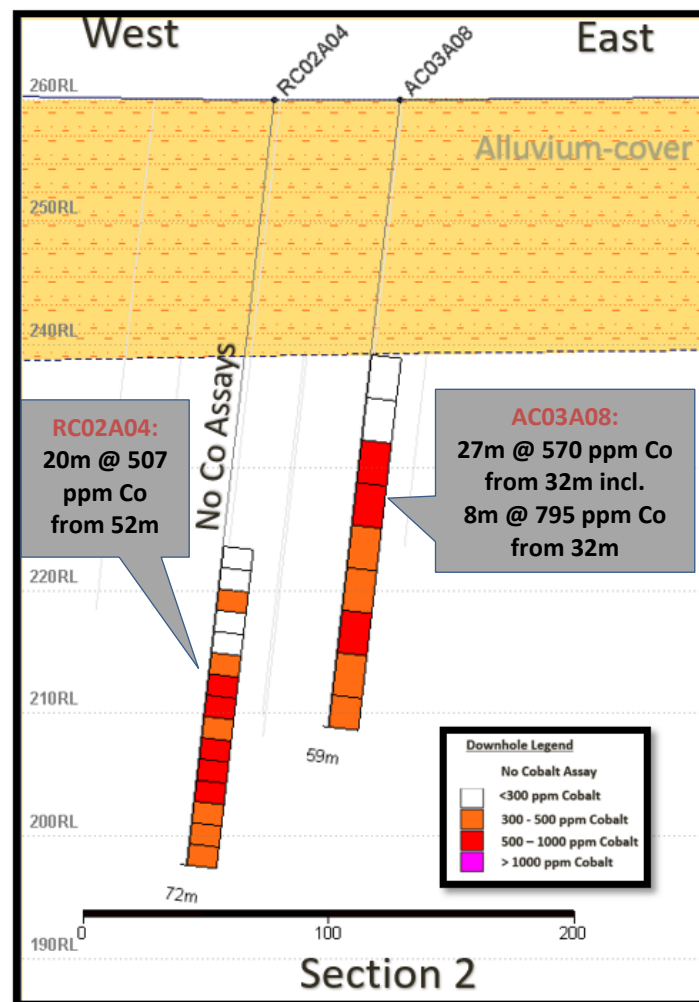 West
East
RC02A04
AC03A08
260RL
Alluvium-cover
250RL
240RL
No Co Assays
RC02A04:
20m @ 507
ppm Co
from 52m
AC03A08:
27m @ 570 ppm Co
from 32m incl.
8m @ 795 ppm Co
from 32m
220RL
210RL
59m
Downhole Legend
No Cobalt Assay
<300 ppm Cobalt
300 - 500 ppm Cobalt
500 – 1000 ppm Cobalt
> 1000 ppm Cobalt
200RL
72m
0
100
200
190RL
Section 2